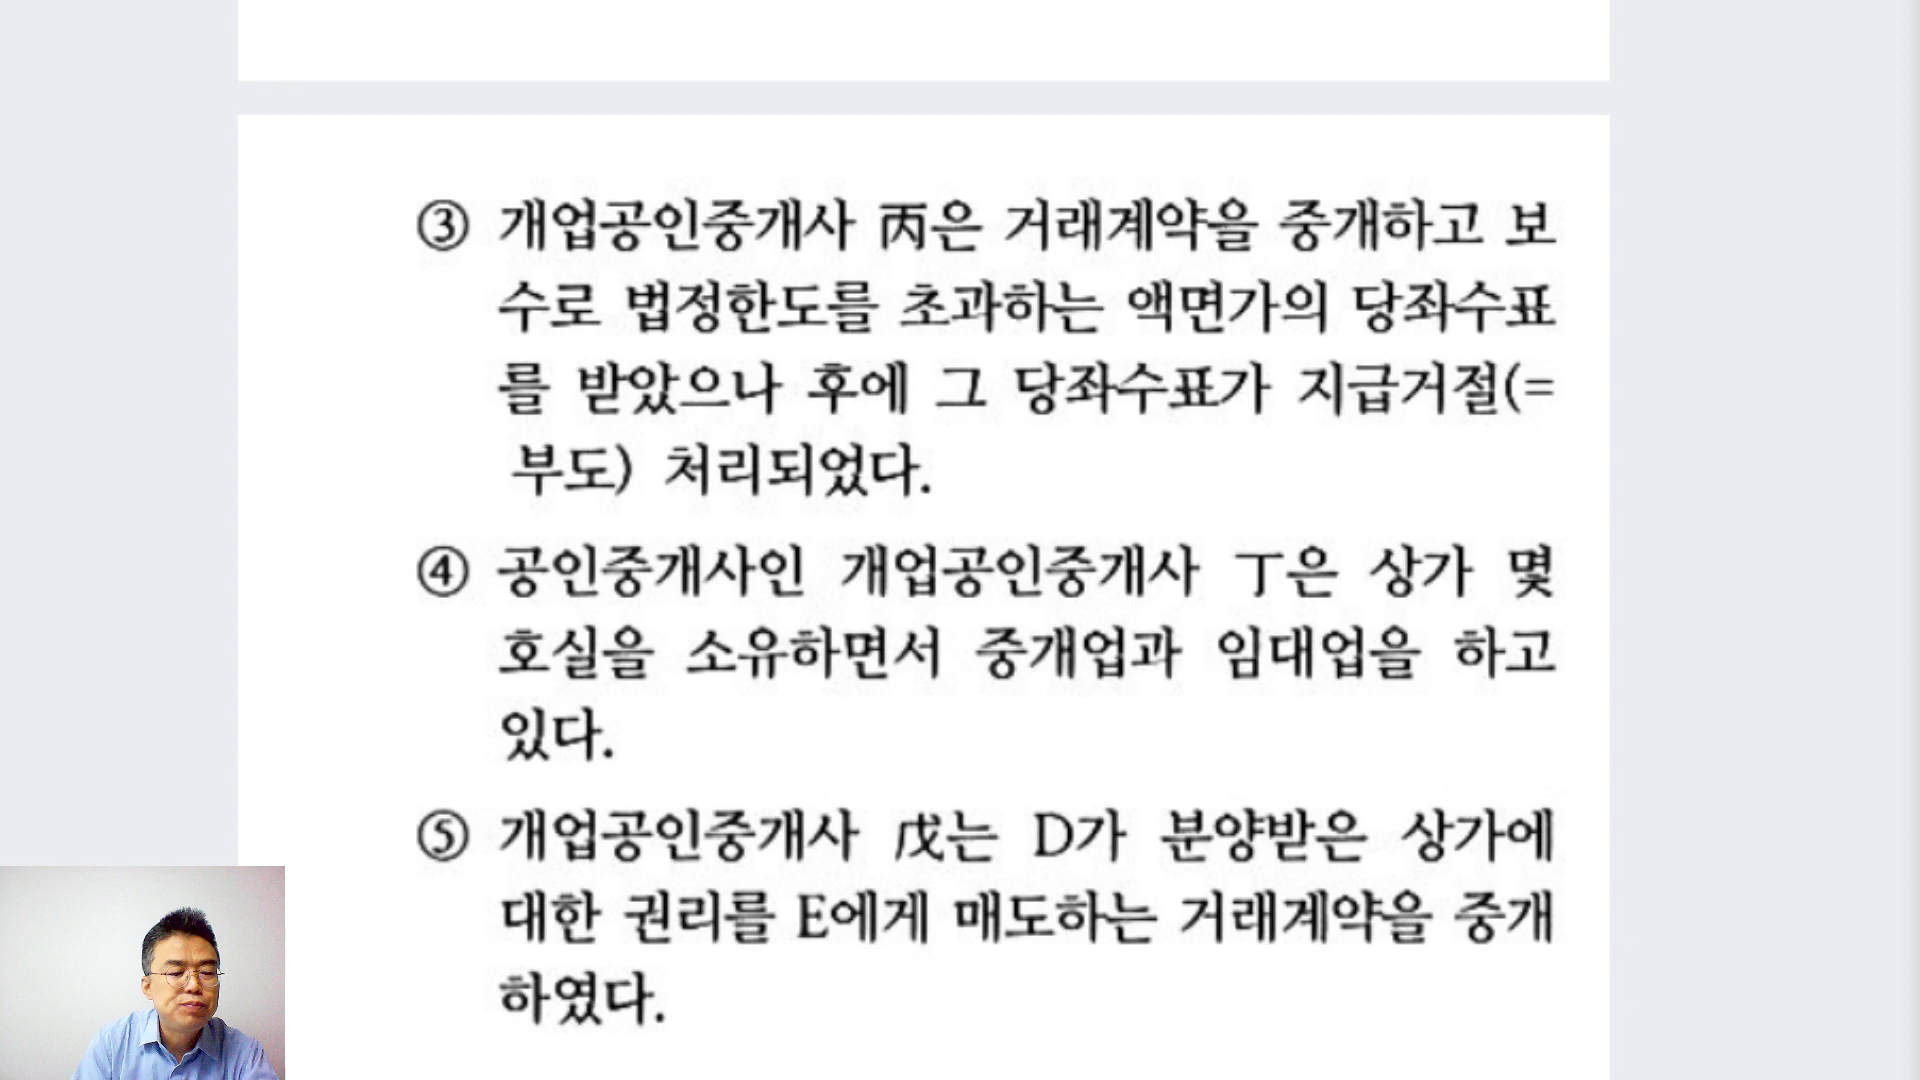 ③ 개업공인중개사 丙은 거래계약을 중개하고 보
수로 법정한도를 초과하는 액면가의 당좌수표
를 받았으나 후에 그 당좌수표가 지급거절(=
부도) 처리되었다.
④ 공인중개사인 개업공인중개사 丁은 상가 몇
호실을 소유하면서 중개업과 임대업을 하고
있다.
⑤ 개업공인중개사 戊는 D가 분양받은 상가에
대한 권리를 E에게 매도하는 거래계약을 중개
하였다.